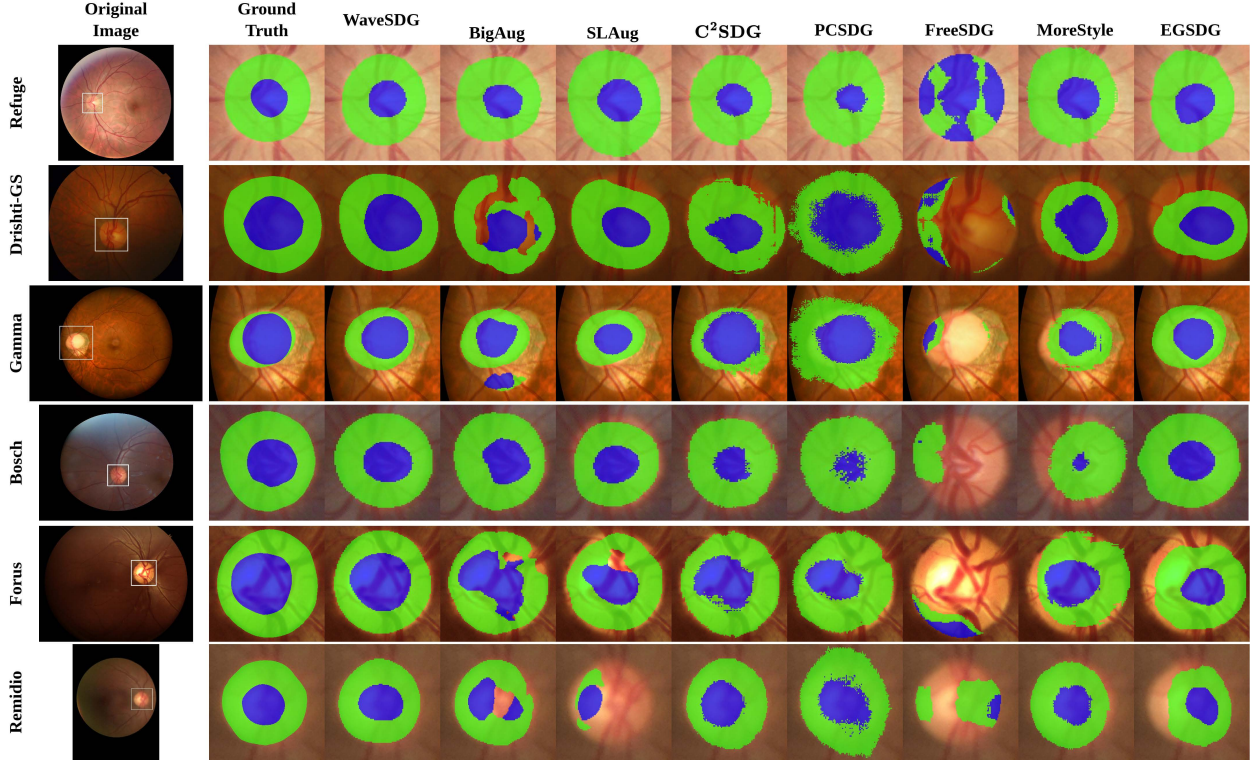 Original
Image
Ground
Truth
WaveSDG
BigAug
SLAug
C²SDG
PCSDG
FreeSDG
MoreStyle
EGSDG
Refuge
Drishti-GS
Gamma
Bosch
Forus
Remidio